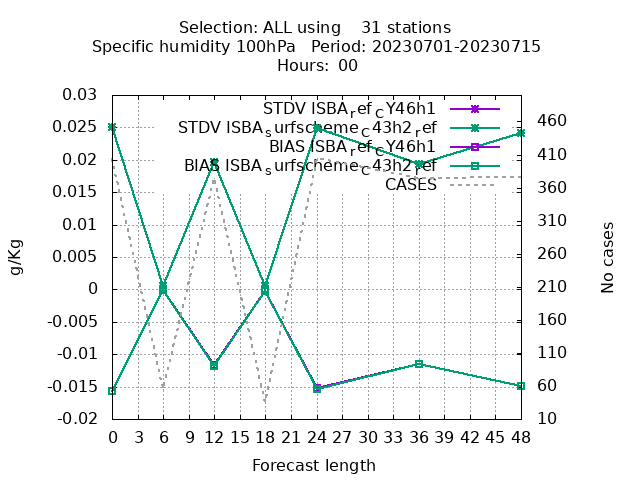 Selection: ALL using 31 stations
Specific humidity 100hPa Period: 20230701-20230715
Hours: 00
STDV ISBA_ref_CY46h1
STDV ISBA_surfscheme_C43h2_ref
BIAS ISBA_ref_CY46h1
BIAS ISBA_surfscheme_C43h2_ref
CASES
0.03
0.025
0.02
0.015
0.01
0.005
0
-0.005
-0.01
-0.015
-0.02
g/Kg
460
410
360
310
260
210
160
110
60
10
No cases
0 3 6 9 12 15 18 21 24 27 30 33 36 39 42 45 48
Forecast length